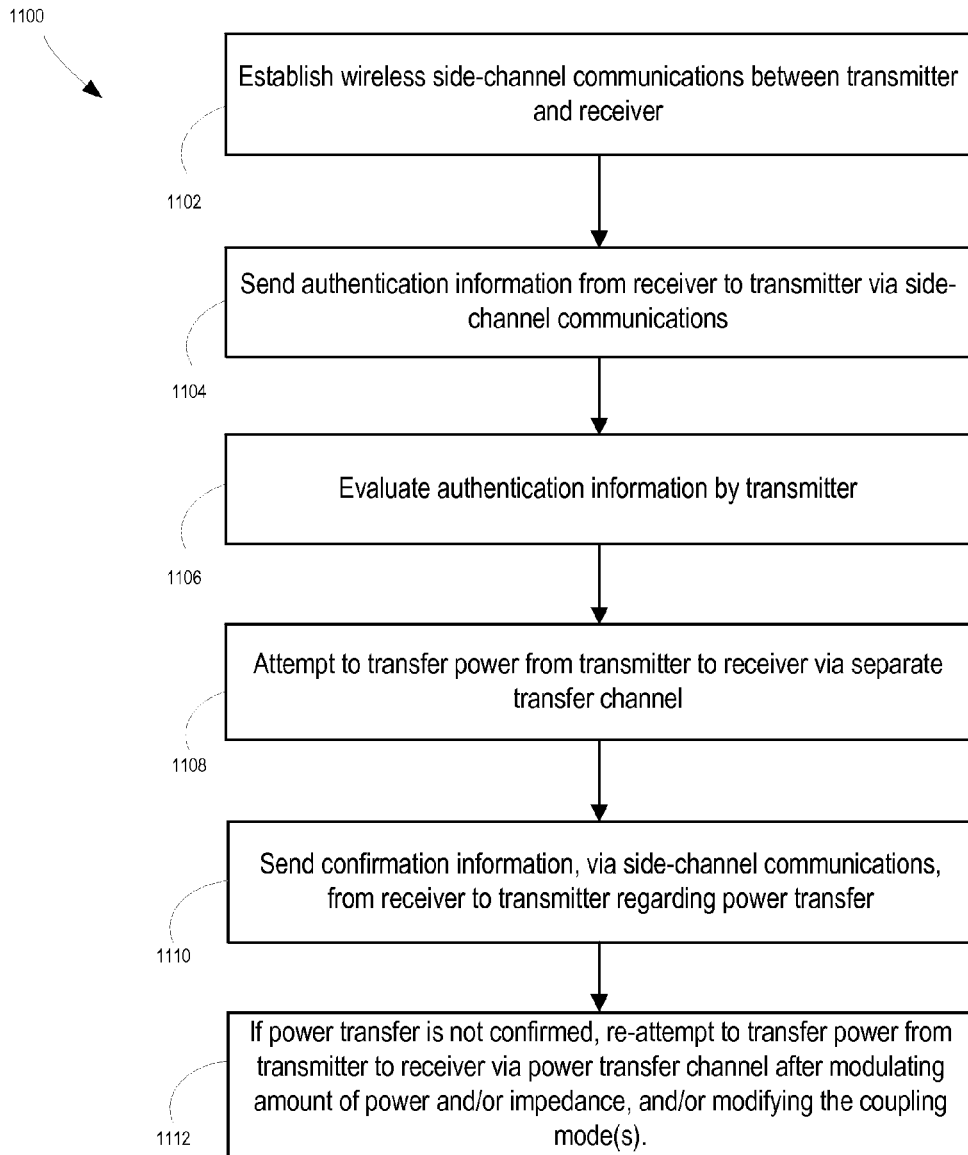 1100
Establish wireless side-channel communications between transmitter
and receiver
1102
Send authentication information from receiver to transmitter via side-
channel communications
1104
Evaluate authentication information by transmitter
1106
Attempt to transfer power from transmitter to receiver via separate
transfer channel
1108
Send confirmation information, via side-channel communications,
from receiver to transmitter regarding power transfer
1110
If power transfer is not confirmed, re-attempt to transfer power from
transmitter to receiver via power transfer channel after modulating
amount of power and/or impedance, and/or modifying the coupling
mode(s).
1112